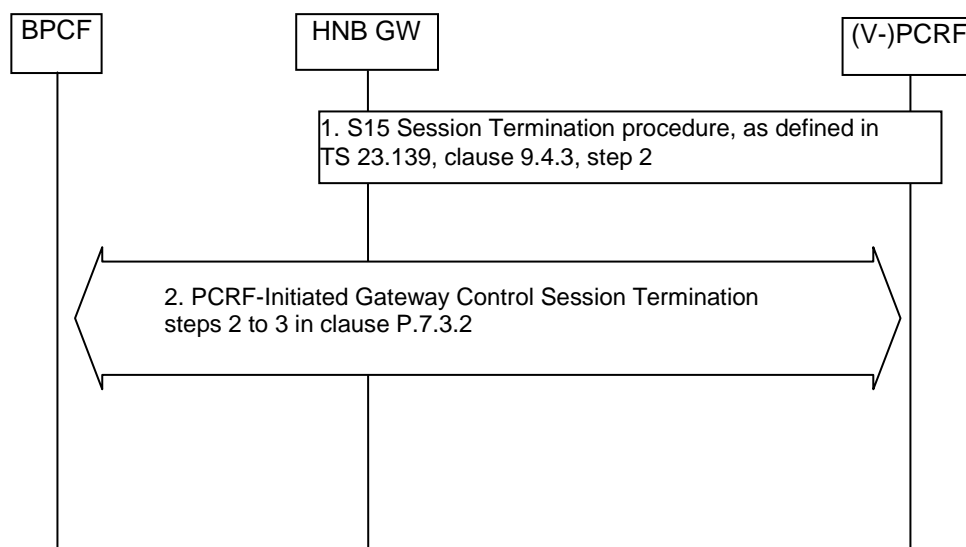 BPCF
HNB GW
(V-)PCRF
1. S15 Session Termination procedure, as defined in
TS 23.139, clause 9.4.3, step 2
2. PCRF-Initiated Gateway Control Session Termination
steps 2 to 3 in clause P.7.3.2